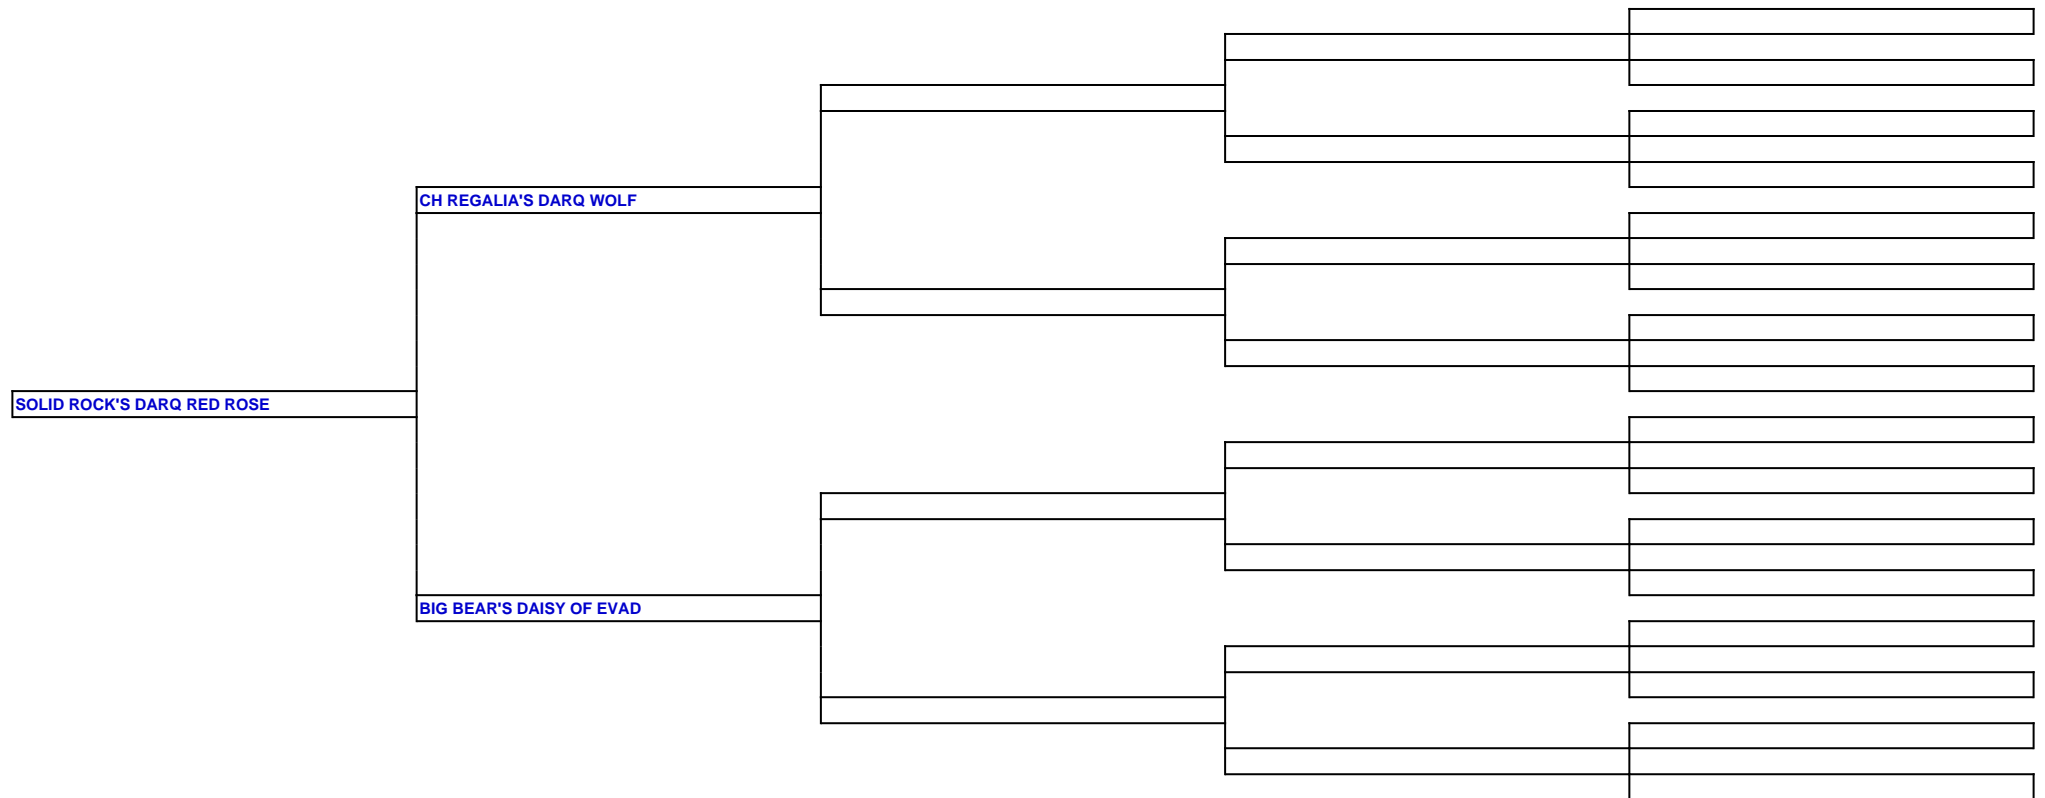 CH REGALIA'S DARQ WOLF
SOLID ROCK'S DARQ RED ROSE
BIG BEAR'S DAISY OF EVAD